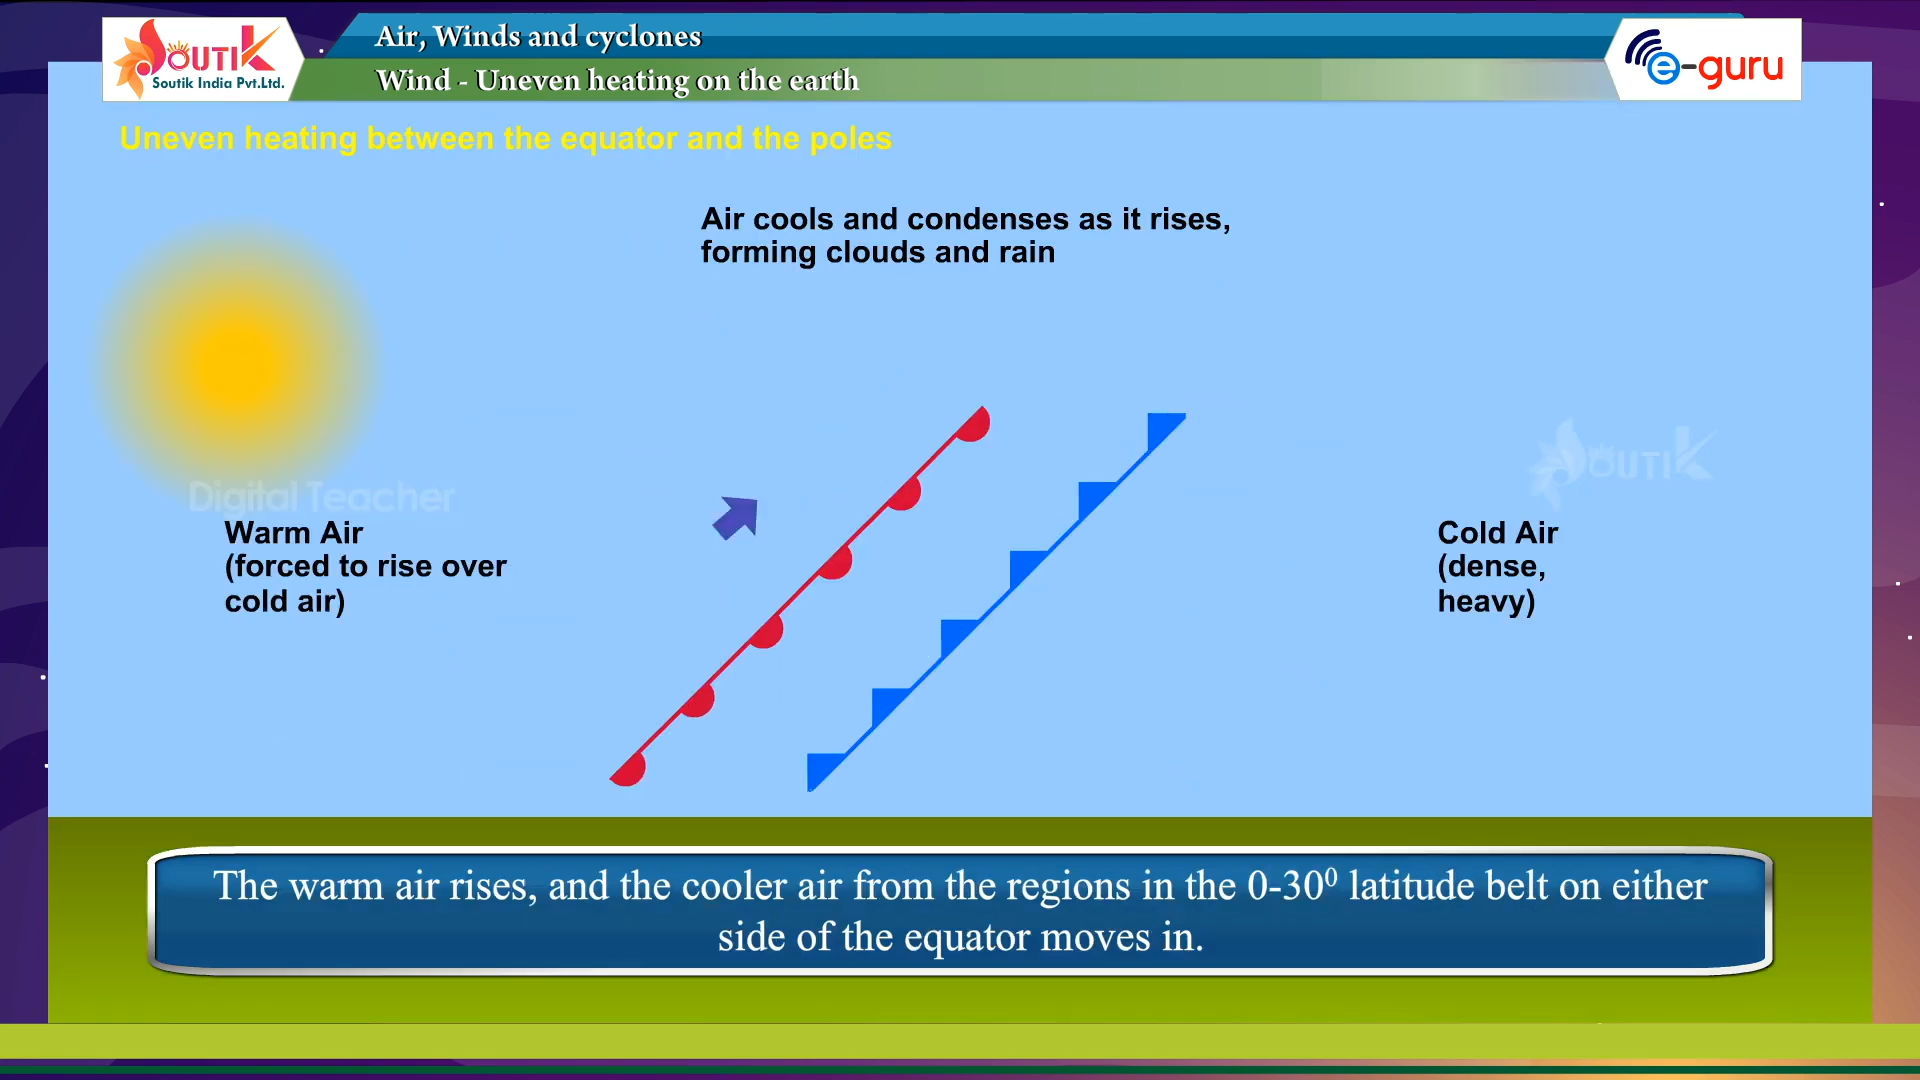 SOUTIK
Soutik India Pvt.Ltd.
Air, Winds and cyclones
Wind - Uneven heating on the earth
e-guru
Uneven heating between the equator and the poles
Air cools and condenses as it rises,
forming clouds and rain
Digital Teacher
SOUTIK
Warm Air
(forced to rise over
cold air)
Cold Air
(dense,
heavy)
The warm air rises, and the cooler air from the regions in the 0-30⁰ latitude belt on either
side of the equator moves in.